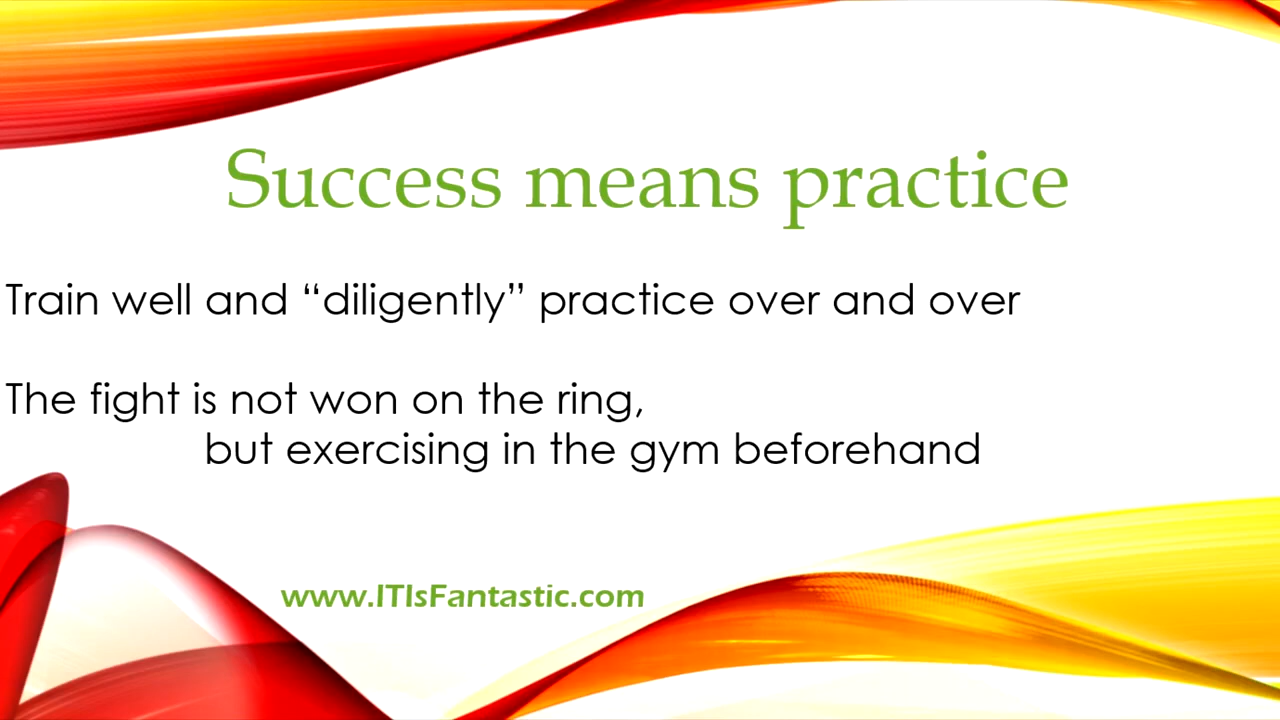 Success means practice
Train well and “diligently” practice over and over
The fight is not won on the ring,
but exercising in the gym beforehand
www.ITIsFantastic.com